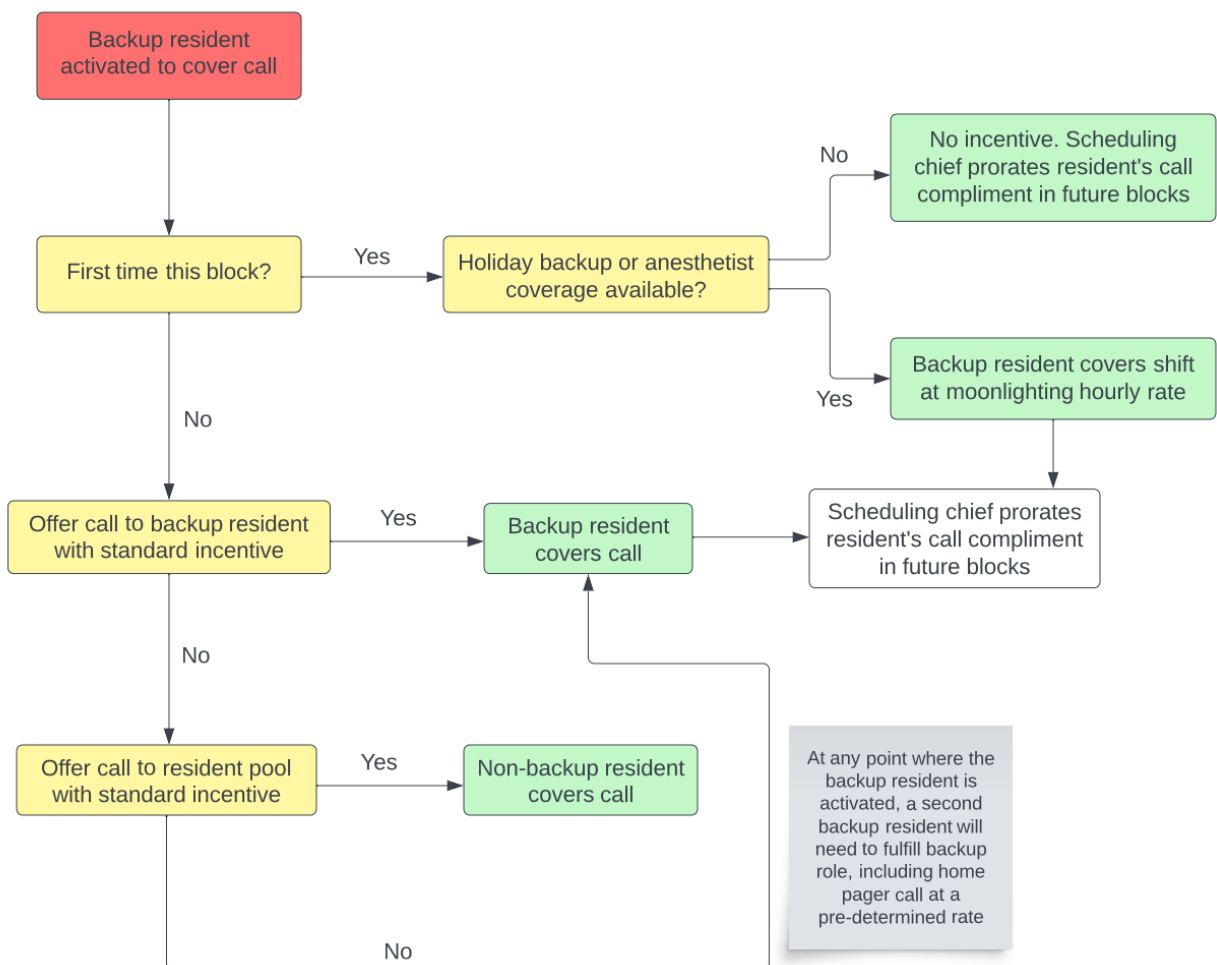 Backup resident
activated to cover call
No
No incentive. Scheduling
chief prorates resident's call
compliment in future blocks
First time this block?
Yes
Holiday backup or anesthetist
coverage available?
Backup resident covers shift
at moonlighting hourly rate
Yes
No
Offer call to backup resident
with standard incentive
Yes
Backup resident
covers call
Scheduling chief prorates
resident's call compliment
in future blocks
No
Offer call to resident pool
with standard incentive
Yes
Non-backup resident
covers call
At any point where the
backup resident is
activated, a second
backup resident will
need to fulfill backup
role, including home
pager call at a
pre-determined rate
No